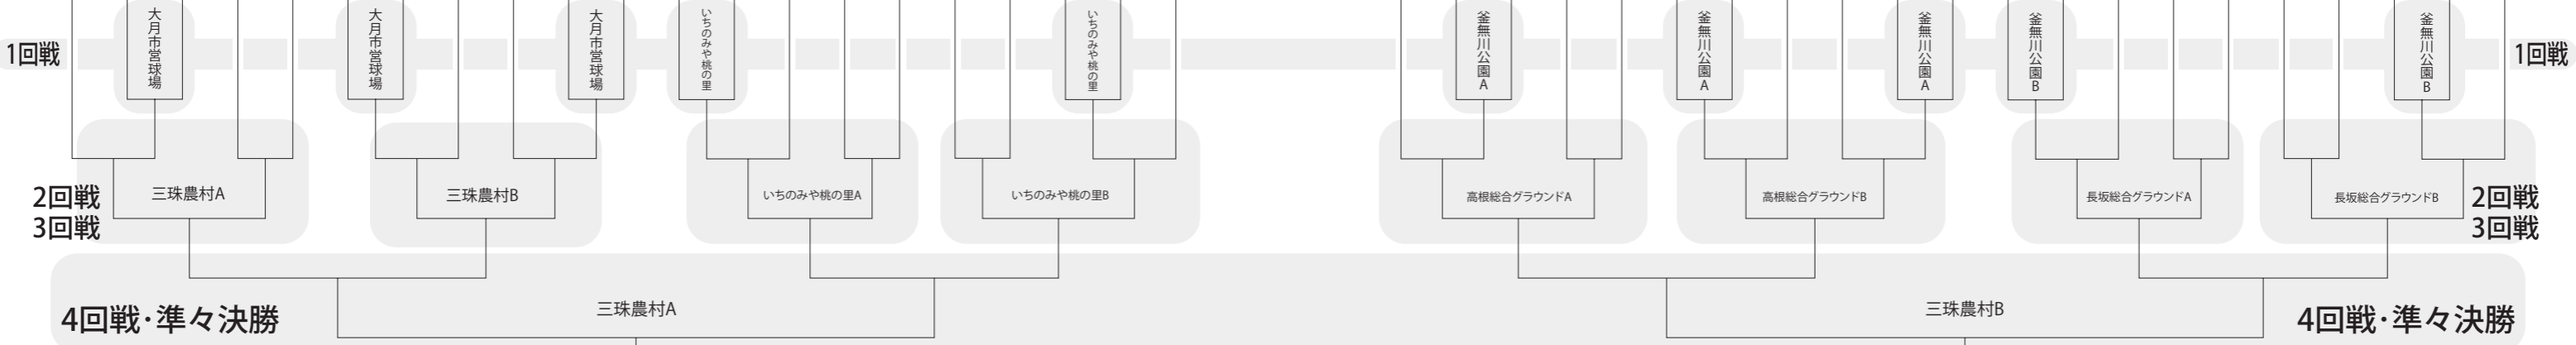 1回戦
大月市営球場
大月市営球場
大月市営球場
いちのみや桃の里
いちのみや桃の里
釜無川公園A
釜無川公園A
釜無川公園A
釜無川公園B
釜無川公園B
1回戦
2回戦
3回戦
三珠農村A
三珠農村B
いちのみや桃の里A
いちのみや桃の里B
高根総合グラウンドA
高根総合グラウンドB
長坂総合グラウンドA
長坂総合グラウンドB
2回戦
3回戦
4回戦･準々決勝
三珠農村A
三珠農村B
4回戦･準々決勝